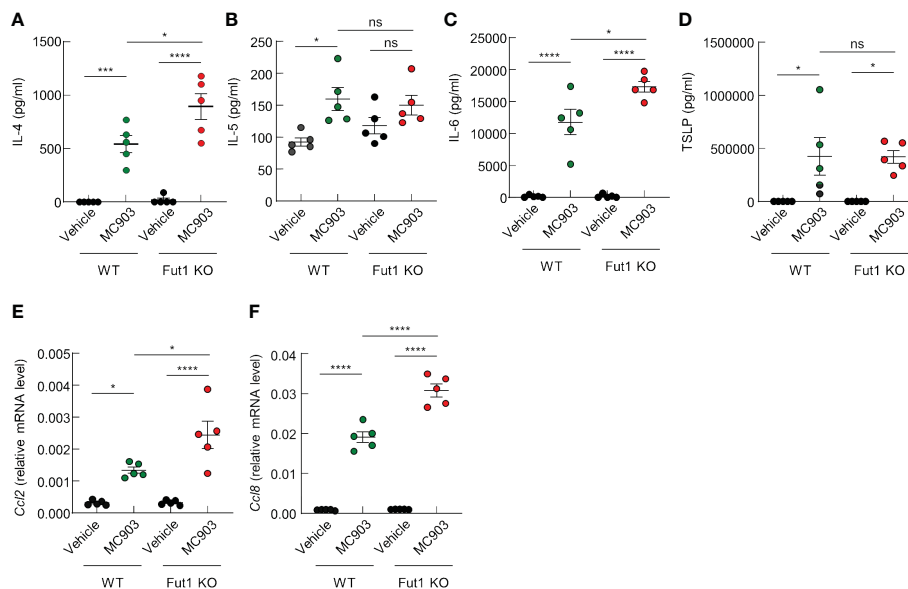 A
IL-4 (pg/ml)
1500
1000
500
0
*
***
****
Vehicle
MC903
Vehicle
MC903
WT
Fut1 KO
B
IL-5 (pg/ml)
250
200
150
100
50
0
ns
*
ns
Vehicle
MC903
Vehicle
MC903
WT
Fut1 KO
C
IL-6 (pg/ml)
25000
20000
15000
10000
5000
0
*
****
****
Vehicle
MC903
Vehicle
MC903
WT
Fut1 KO
D
TSLP (pg/ml)
1500000
1000000
500000
0
ns
*
*
Vehicle
MC903
Vehicle
MC903
WT
Fut1 KO
E
Ccl2 (relative mRNA level)
0.005
0.004
0.003
0.002
0.001
0.000
*
*
****
Vehicle
MC903
Vehicle
MC903
WT
Fut1 KO
F
Ccl8 (relative mRNA level)
0.04
0.03
0.02
0.01
0.00
****
****
****
Vehicle
MC903
Vehicle
MC903
WT
Fut1 KO